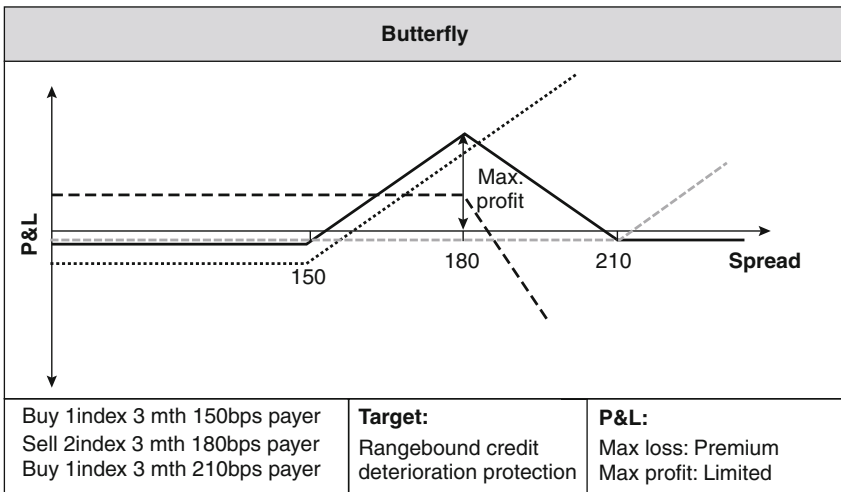 Butterfly
P&L
Max.
profit
150
180
210
Spread
Buy 1index 3 mth 150bps payer
Sell 2index 3 mth 180bps payer
Buy 1index 3 mth 210bps payer
Target:
Rangebound credit
deterioration protection
P&L:
Max loss: Premium
Max profit: Limited